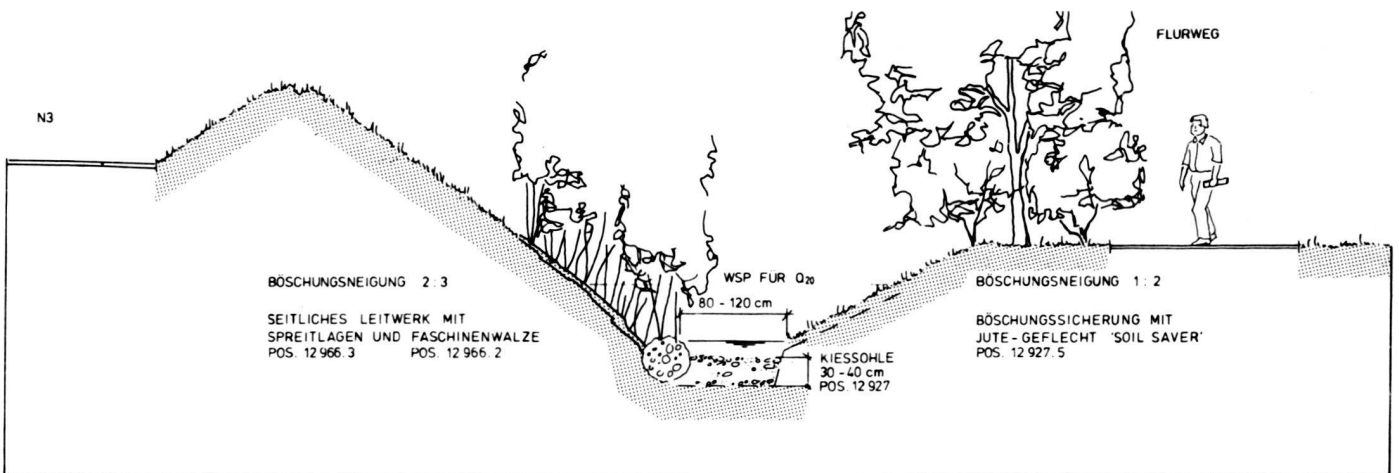 N3
FLURWEG
BÖSCHUNGSNEIGUNG 2:3
SEITLICHES LEITWERK MIT
SPREITLAGEN UND FASCHINENWALZE
POS. 12 966.3 POS. 12 966.2
WSP FÜR Q20
80 - 120 cm
KIESSOHLE
30 - 40 cm
POS. 12 927
BÖSCHUNGSNEIGUNG 1:2
BÖSCHUNGSSICHERUNG MIT
JUTE-GEFLECHT 'SOIL SAVER'
POS. 12 927.5